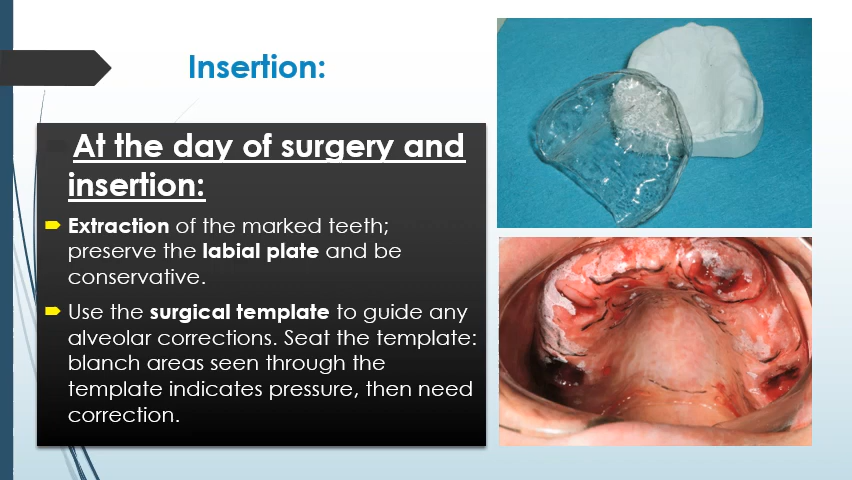 Insertion:
At the day of surgery and
insertion:
Extraction of the marked teeth;
preserve the labial plate and be
conservative.
Use the surgical template to guide any
alveolar corrections. Seat the template:
blanch areas seen through the
template indicates pressure, then need
correction.